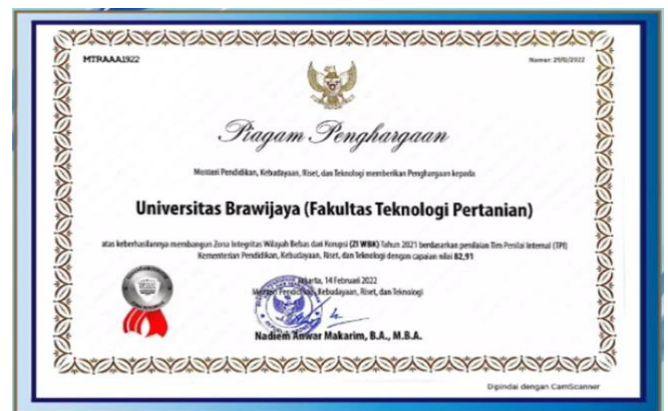 MTRAAA1922
Nomor: 29/0/2022
Piagam Penghargaan
Menteri Pendidikan, Kebudayaan, Riset, dan Teknologi memberikan Penghargaan kepada
Universitas Brawijaya (Fakultas Teknologi Pertanian)
atas keberhasilannya membangun Zona Integritas Wilayah Bebas dari Korupsi (ZI WBK) Tahun 2021 berdasarkan penilaian Tim Penilai Internal (TPI)
Kementerian Pendidikan, Kebudayaan, Riset, dan Teknologi dengan capaian nilai 82,91
Jakarta, 14 Februari 2022
Menteri Pendidikan, Kebudayaan, Riset, dan Teknologi
Nadiem Anwar Makarim, B.A., M.B.A.
Dipindai dengan CamScanner